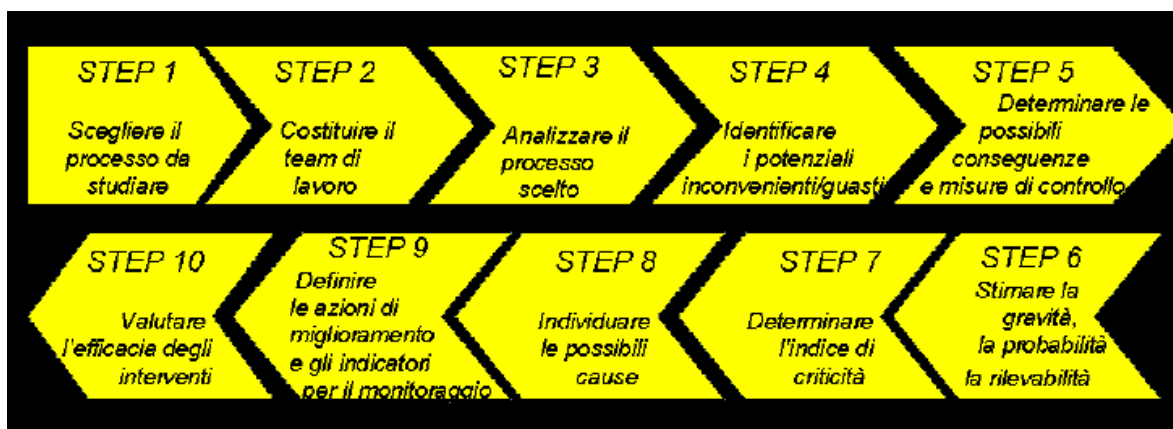 STEP 1
Scegliere il
processo da
studiare
STEP 2
Costituire il
team di
lavoro
STEP 3
Analizzare il
processo
scelto
STEP 4
Identificare
i potenziali
inconvenienti/guasti
STEP 5
Determinare le
possibili
conseguenze
e misure di controllo
STEP 6
Stimare la
gravità,
la probabilità
la rilevabilità
STEP 7
Determinare
l'indice di
criticità
STEP 8
Individuare
le possibili
cause
STEP 9
Definire
le azioni di
miglioramento
e gli indicatori
per il monitoraggio
STEP 10
Valutare
l'efficacia degli
interventi